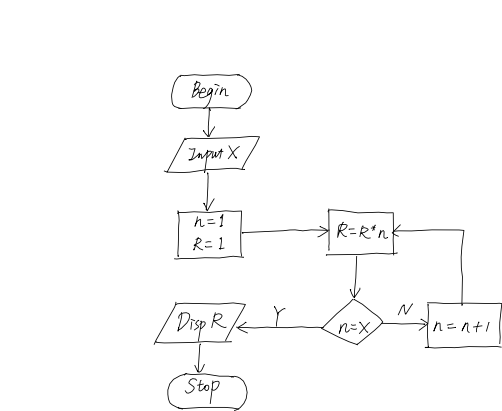 Begin
Input X
n=1
R=1
R=R*n
n=X
Y
N
n=n+1
Disp R
Stop